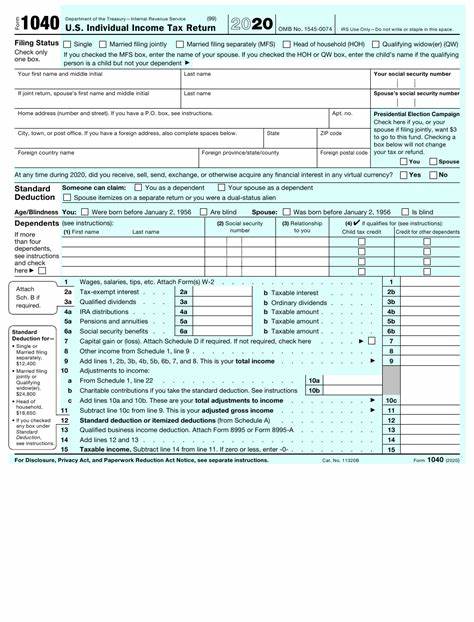 Form 1040 Department of the Treasury—Internal Revenue Service (99)
U.S. Individual Income Tax Return 2020 OMB No. 1545-0074 IRS Use Only—Do not write or staple in this space.
Filing Status Single Married filing jointly Married filing separately (MFS) Head of household (HOH) Qualifying widow(er) (QW)
Check only one box.
If you checked the MFS box, enter the name of your spouse. If you checked the HOH or QW box, enter the child's name if the qualifying
person is a child but not your dependent ▶
Your first name and middle initial Last name Your social security number
If joint return, spouse's first name and middle initial Last name Spouse's social security number
Home address (number and street). If you have a P.O. box, see instructions. Apt. no.
City, town, or post office. If you have a foreign address, also complete spaces below. State ZIP code
Foreign country name Foreign province/state/county Foreign postal code
Presidential Election Campaign
Check here if you, or your
spouse if filing jointly, want $3
to go to this fund. Checking a
box below will not change
your tax or refund.
You Spouse
At any time during 2020, did you receive, sell, send, exchange, or otherwise acquire any financial interest in any virtual currency? Yes No
Standard Deduction
Someone can claim: You as a dependent Your spouse as a dependent
Spouse itemizes on a separate return or you were a dual-status alien
Age/Blindness You: Were born before January 2, 1956 Are blind Spouse: Was born before January 2, 1956 Is blind
Dependents (see instructions): (2) Social security number (3) Relationship to you (4) ✔ if qualifies for (see instructions):
(1) First name Last name Child tax credit Credit for other dependents
If more
than four
dependents,
see instructions
and check
here ▶
1 Wages, salaries, tips, etc. Attach Form(s) W-2 1
Attach
Sch. B if
required.
2a Tax-exempt interest 2a b Taxable interest 2b
3a Qualified dividends 3a b Ordinary dividends 3b
4a IRA distributions 4a b Taxable amount 4b
5a Pensions and annuities 5a b Taxable amount 5b
6a Social security benefits 6a b Taxable amount 6b
7 Capital gain or (loss). Attach Schedule D if required. If not required, check here ▶ 7
8 Other income from Schedule 1, line 9 8
9 Add lines 1, 2b, 3b, 4b, 5b, 6b, 7, and 8. This is your total income ▶ 9
10 Adjustments to income:
a From Schedule 1, line 22 10a
b Charitable contributions if you take the standard deduction. See instructions 10b
c Add lines 10a and 10b. These are your total adjustments to income ▶ 10c
11 Subtract line 10c from line 9. This is your adjusted gross income ▶ 11
12 Standard deduction or itemized deductions (from Schedule A) 12
13 Qualified business income deduction. Attach Form 8995 or Form 8995-A 13
14 Add lines 12 and 13 14
15 Taxable income. Subtract line 14 from line 11. If zero or less, enter -0- 15
Standard
Deduction for—
• Single or
Married filing
separately,
$12,400
• Married filing
jointly or
Qualifying
widow(er),
$24,800
• Head of
household,
$18,650
• If you checked
any box under
Standard
Deduction,
see instructions.
For Disclosure, Privacy Act, and Paperwork Reduction Act Notice, see separate instructions. Cat. No. 11320B Form 1040 (2020)